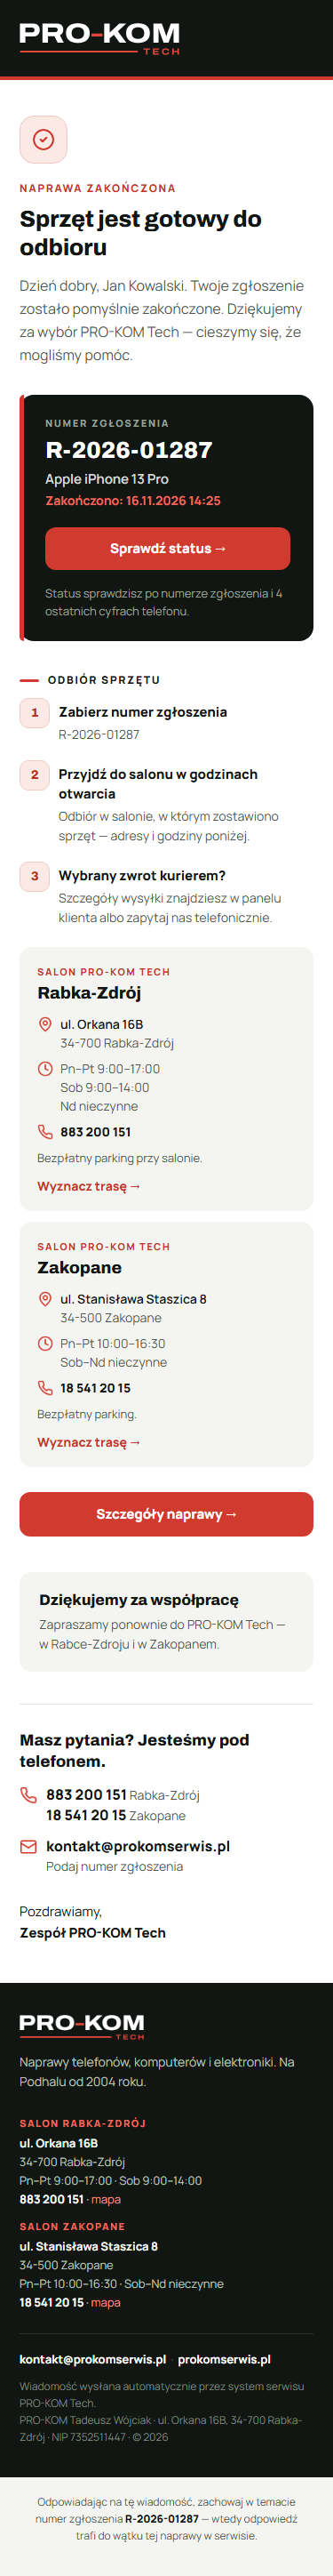 PRO-KOM
TECH
NAPRAWA ZAKOŃCZONA
Sprzęt jest gotowy do
odbioru
Dzień dobry, Jan Kowalski. Twoje zgłoszenie
zostało pomyślnie zakończone. Dziękujemy
za wybór PRO-KOM Tech — cieszymy się, że
mogliśmy pomóc.
NUMER ZGŁOSZENIA
R-2026-01287
Apple iPhone 13 Pro
Zakończono: 16.11.2026 14:25
Sprawdź status →
Status sprawdzisz po numerze zgłoszenia i 4
ostatnich cyfrach telefonu.
ODBIÓR SPRZĘTU
1 Zabierz numer zgłoszenia
R-2026-01287
2 Przyjdź do salonu w godzinach
otwarcia
Odbiór w salonie, w którym zostawiono
sprzęt — adresy i godziny poniżej.
3 Wybrany zwrot kurierem?
Szczegóły wysyłki znajdziesz w panelu
klienta albo zapytaj nas telefonicznie.
SALON PRO-KOM TECH
Rabka-Zdrój
ul. Orkana 16B
34-700 Rabka-Zdrój
Pn–Pt 9:00–17:00
Sob 9:00–14:00
Nd nieczynne
883 200 151
Bezpłatny parking przy salonie.
Wyznacz trasę →
SALON PRO-KOM TECH
Zakopane
ul. Stanisława Staszica 8
34-500 Zakopane
Pn–Pt 10:00–16:30
Sob–Nd nieczynne
18 541 20 15
Bezpłatny parking.
Wyznacz trasę →
Szczegóły naprawy →
Dziękujemy za współpracę
Zapraszamy ponownie do PRO-KOM Tech —
w Rabce-Zdroju i w Zakopanem.
Masz pytania? Jesteśmy pod
telefonem.
883 200 151 Rabka-Zdrój
18 541 20 15 Zakopane
kontakt@prokomserwis.pl
Podaj numer zgłoszenia
Pozdrawiamy,
Zespół PRO-KOM Tech
PRO-KOM
TECH
Naprawy telefonów, komputerów i elektroniki. Na
Podhalu od 2004 roku.
SALON RABKA-ZDRÓJ
ul. Orkana 16B
34-700 Rabka-Zdrój
Pn–Pt 9:00–17:00 · Sob 9:00–14:00
883 200 151 · mapa
SALON ZAKOPANE
ul. Stanisława Staszica 8
34-500 Zakopane
Pn–Pt 10:00–16:30 · Sob–Nd nieczynne
18 541 20 15 · mapa
kontakt@prokomserwis.pl · prokomserwis.pl
Wiadomość wysłana automatycznie przez system serwisu
PRO-KOM Tech.
PRO-KOM Tadeusz Wójciak · ul. Orkana 16B, 34-700 Rabka-
Zdrój · NIP 7352511447 · © 2026
Odpowiadając na tę wiadomość, zachowaj w temacie
numer zgłoszenia R-2026-01287 — wtedy odpowiedź
trafi do wątku tej naprawy w serwisie.